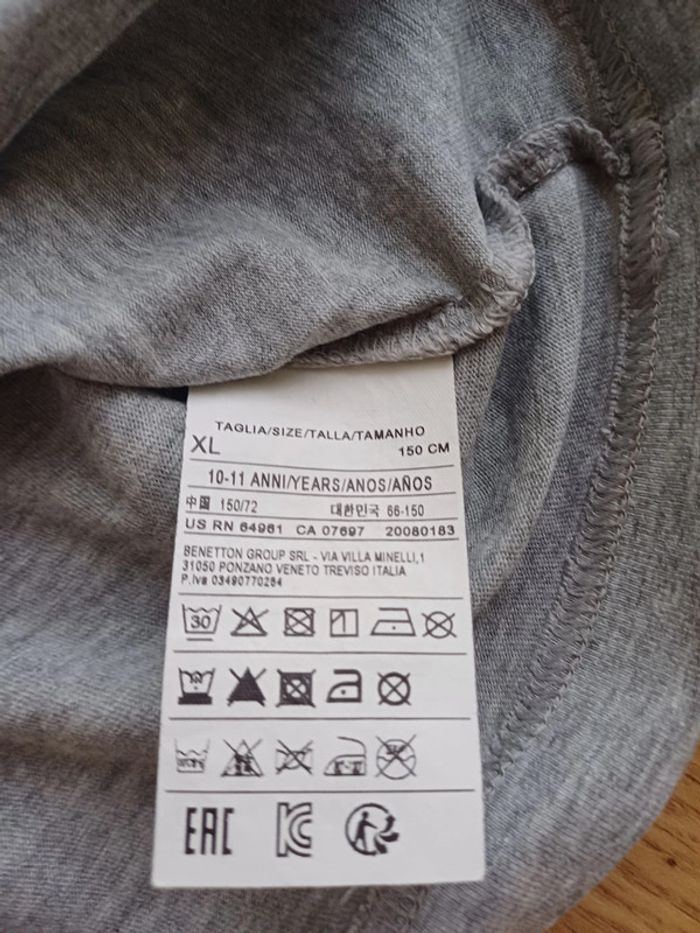 TAGLIA/SIZE/TALLA/TAMANHO
XL 150 CM
10-11 ANNI/YEARS/ANOS/AÑOS
中国 150/72 대한민국 66-150
US RN 64961 CA 07697 20080183
BENETTON GROUP SRL - VIA VILLA MINELLI,1
31050 PONZANO VENETO TREVISO ITALIA
P.Iva 03490770264
30
EAC KC